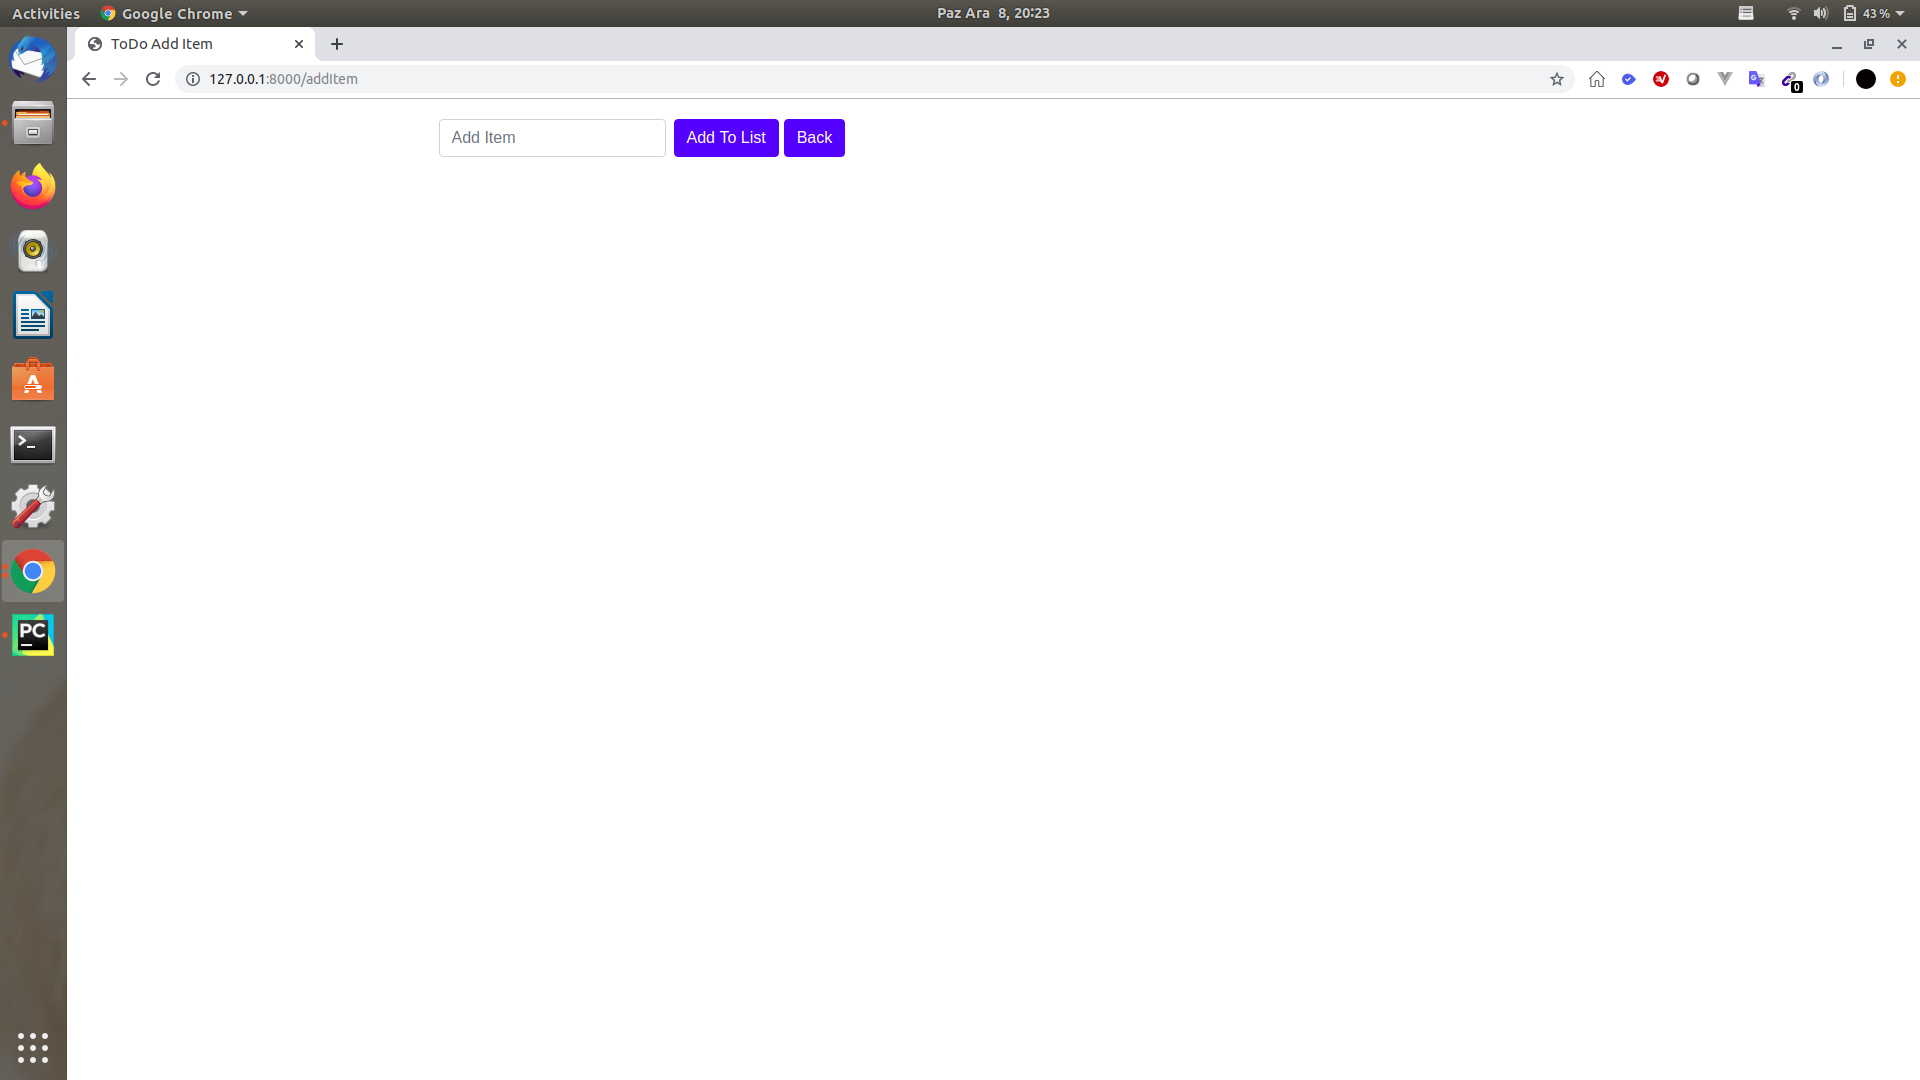 Activities
Google Chrome
Paz Ara 8, 20:23
43 %
ToDo Add Item
127.0.0.1:8000/addItem
0
Add Item
Add To List
Back
PC